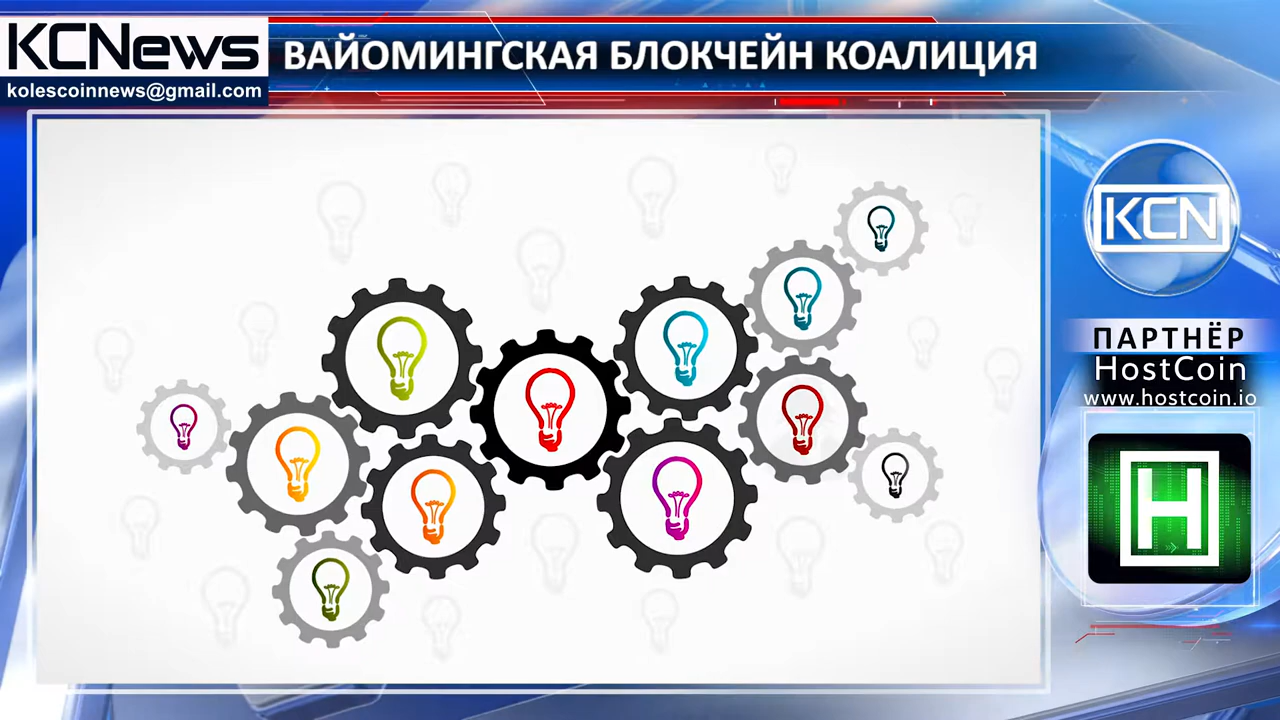 KCNews
kolescoinnews@gmail.com
ВАЙОМИНГСКАЯ БЛОКЧЕЙН КОАЛИЦИЯ
KCN
ПАРТНЁР
HostCoin
www.hostcoin.io
H